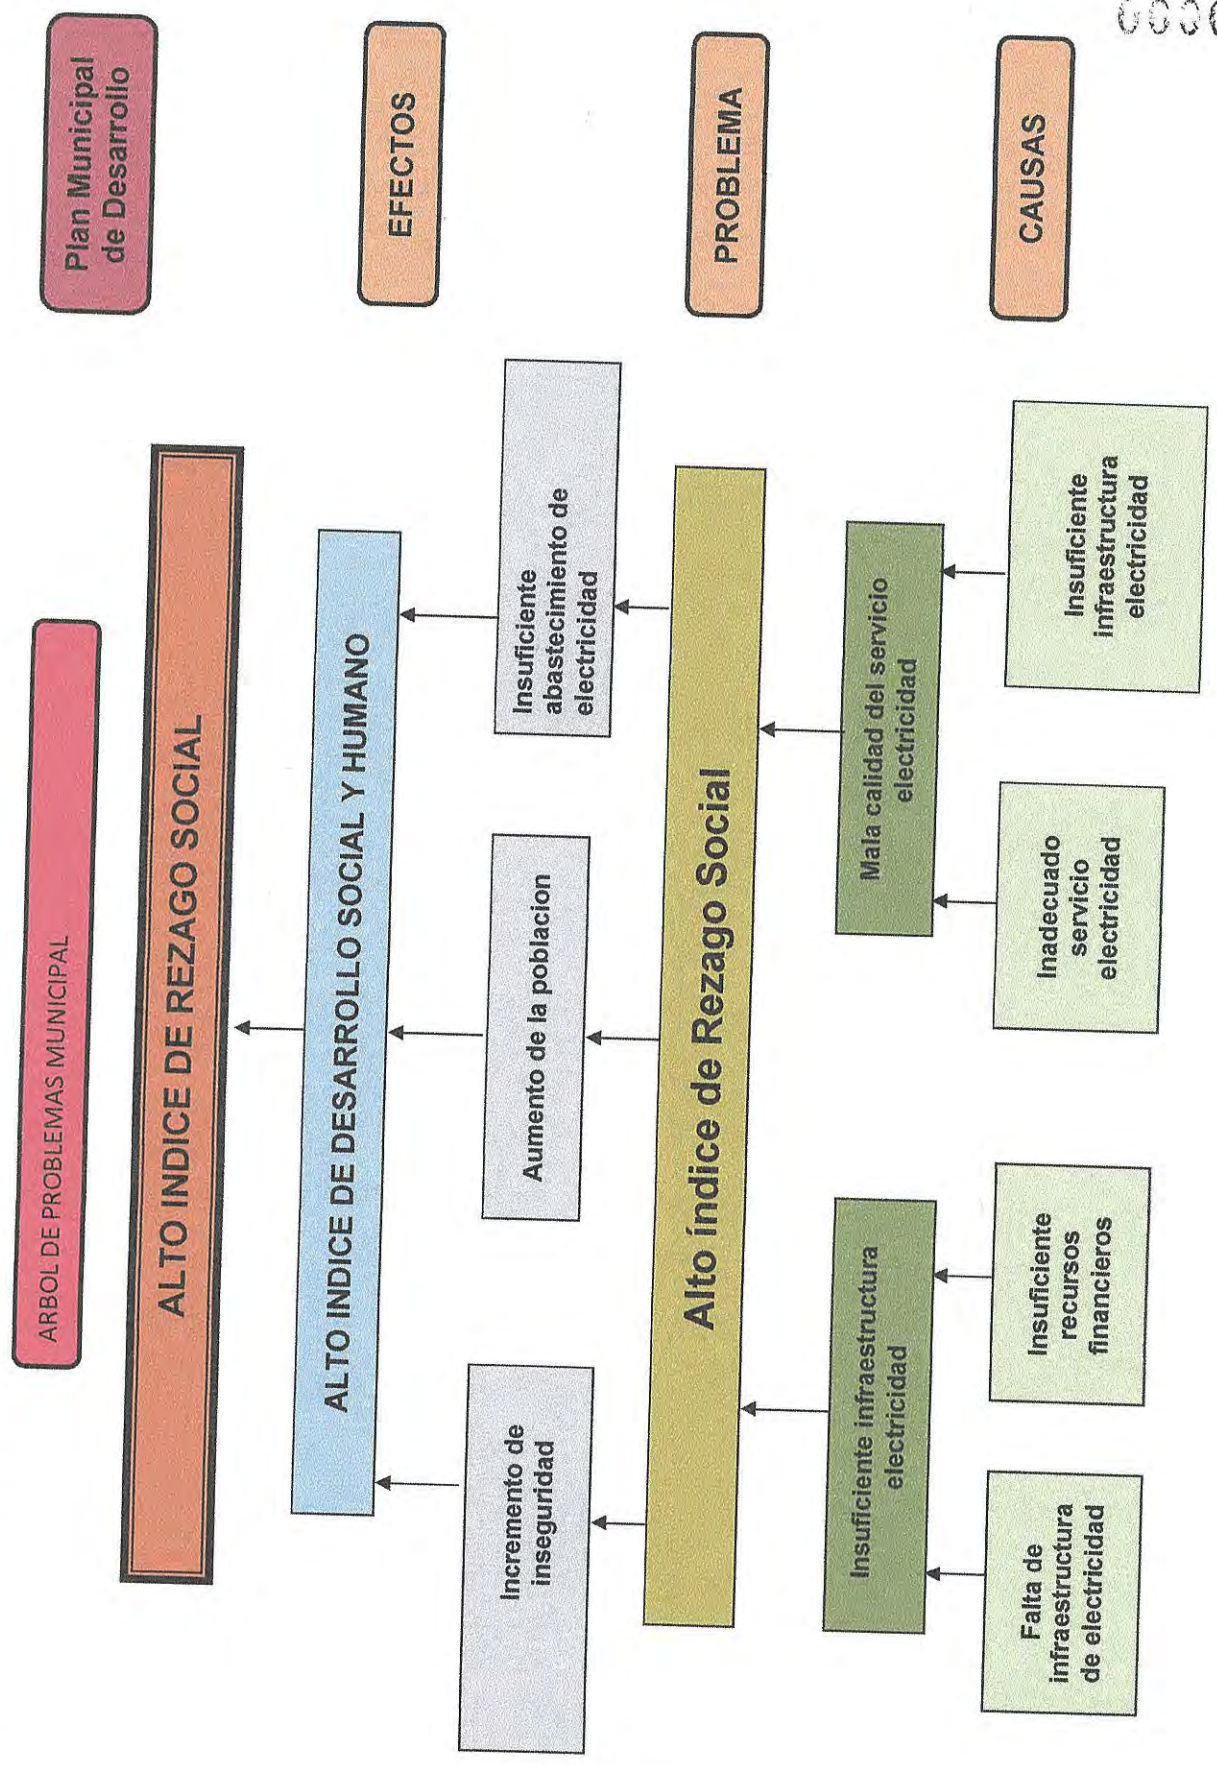 ARBOL DE PROBLEMAS MUNICIPAL
Plan Municipal
de Desarrollo
ALTO INDICE DE REZAGO SOCIAL
EFECTOS
ALTO INDICE DE DESARROLLO SOCIAL Y HUMANO
Incremento de
inseguridad
Aumento de la poblacion
Insuficiente
abastecimiento de
electricidad
PROBLEMA
Alto índice de Rezago Social
Insuficiente infraestructura
electricidad
Mala calidad del servicio
electricidad
CAUSAS
Falta de
infraestructura
de electricidad
Insuficiente
recursos
financieros
Inadecuado
servicio
electricidad
Insuficiente
infraestructura
electricidad